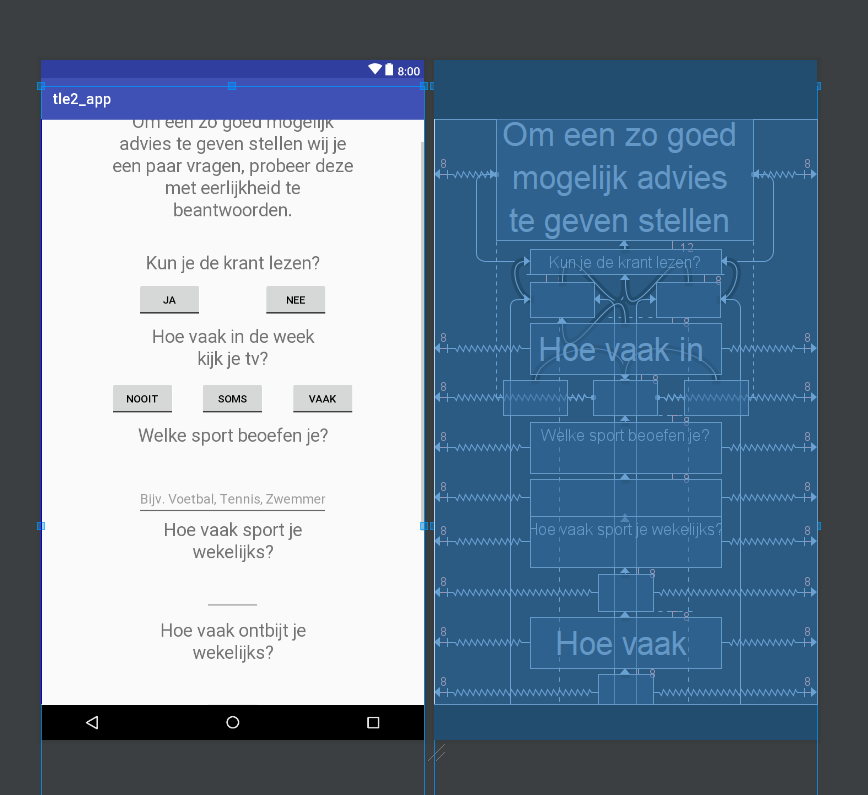 8:00
tle2_app
Om een zo goed mogelijk
advies te geven stellen wij je
een paar vragen, probeer deze
met eerlijkheid te
beantwoorden.
Kun je de krant lezen?
JA
NEE
Hoe vaak in de week
kijk je tv?
NOOIT
SOMS
VAAK
Welke sport beoefen je?
Bijv. Voetbal, Tennis, Zwemmer
Hoe vaak sport je
wekelijks?
Hoe vaak ontbijt je
wekelijks?
Om een zo goed
mogelijk advies
te geven stellen
8
8
12
Kun je de krant lezen?
8
8
Hoe vaak in
8
8
8
8
8
Welke sport beoefen je?
8
8
8
8
8
Hoe vaak sport je wekelijks?
8
8
8
8
8
8
Hoe vaak
8
8
8
8
8